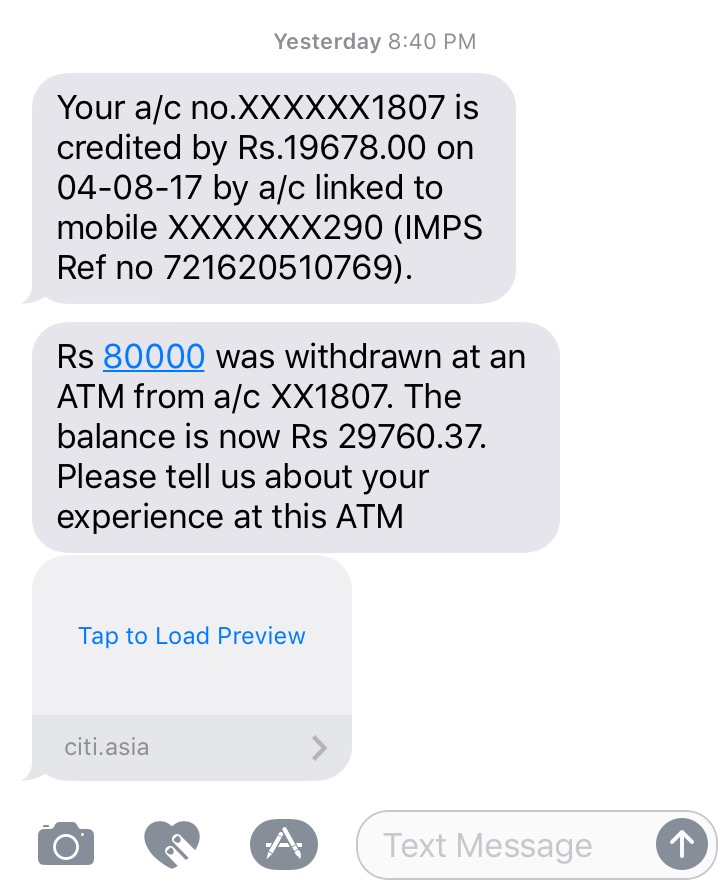 Yesterday 8:40 PM
Your a/c no.XXXXXX1807 is
credited by Rs.19678.00 on
04-08-17 by a/c linked to
mobile XXXXXXX290 (IMPS
Ref no 721620510769).
Rs 80000 was withdrawn at an
ATM from a/c XX1807. The
balance is now Rs 29760.37.
Please tell us about your
experience at this ATM
Tap to Load Preview
citi.asia
Text Message